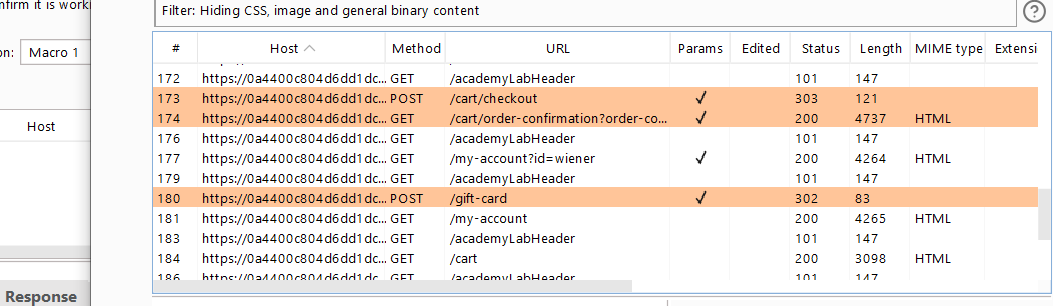 nfirm it is worki
Filter: Hiding CSS, image and general binary content
on: Macro 1
# Host Method URL Params Edited Status Length MIME type Extensi
172 https://0a4400c804d6dd1dc... GET /academyLabHeader 101 147
173 https://0a4400c804d6dd1dc... POST /cart/checkout ✓ 303 121
Host
174 https://0a4400c804d6dd1dc... GET /cart/order-confirmation?order-co... ✓ 200 4737 HTML
176 https://0a4400c804d6dd1dc... GET /academyLabHeader 101 147
177 https://0a4400c804d6dd1dc... GET /my-account?id=wiener ✓ 200 4264 HTML
179 https://0a4400c804d6dd1dc... GET /academyLabHeader 101 147
180 https://0a4400c804d6dd1dc... POST /gift-card ✓ 302 83
181 https://0a4400c804d6dd1dc... GET /my-account 200 4265 HTML
183 https://0a4400c804d6dd1dc... GET /academyLabHeader 101 147
184 https://0a4400c804d6dd1dc... GET /cart 200 3098 HTML
186 https://0a4400c804d6dd1dc... GET /academyLabHeader 101 147
Response